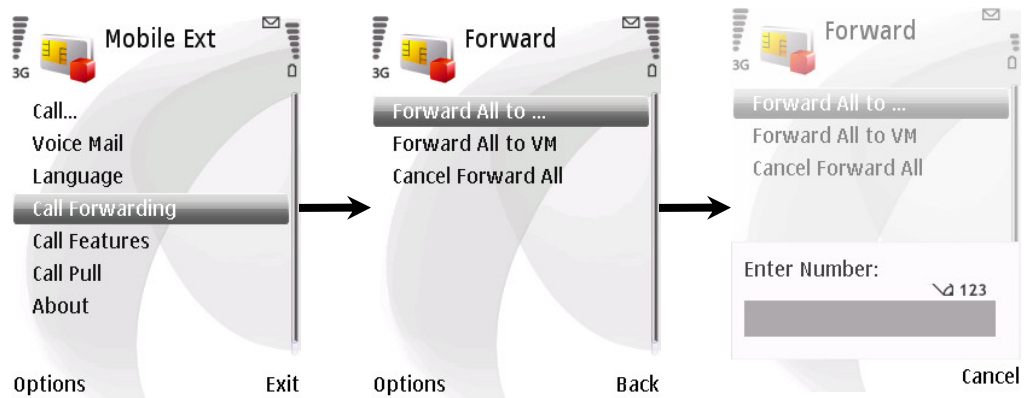 Mobile Ext
3G
Call...
Voice Mail
Language
Call Forwarding
Call Features
Call Pull
About
Options
Exit
Forward
3G
Forward All to ...
Forward All to VM
Cancel Forward All
Options
Back
Forward
3G
Forward All to ...
Forward All to VM
Cancel Forward All
Enter Number:
123
Cancel